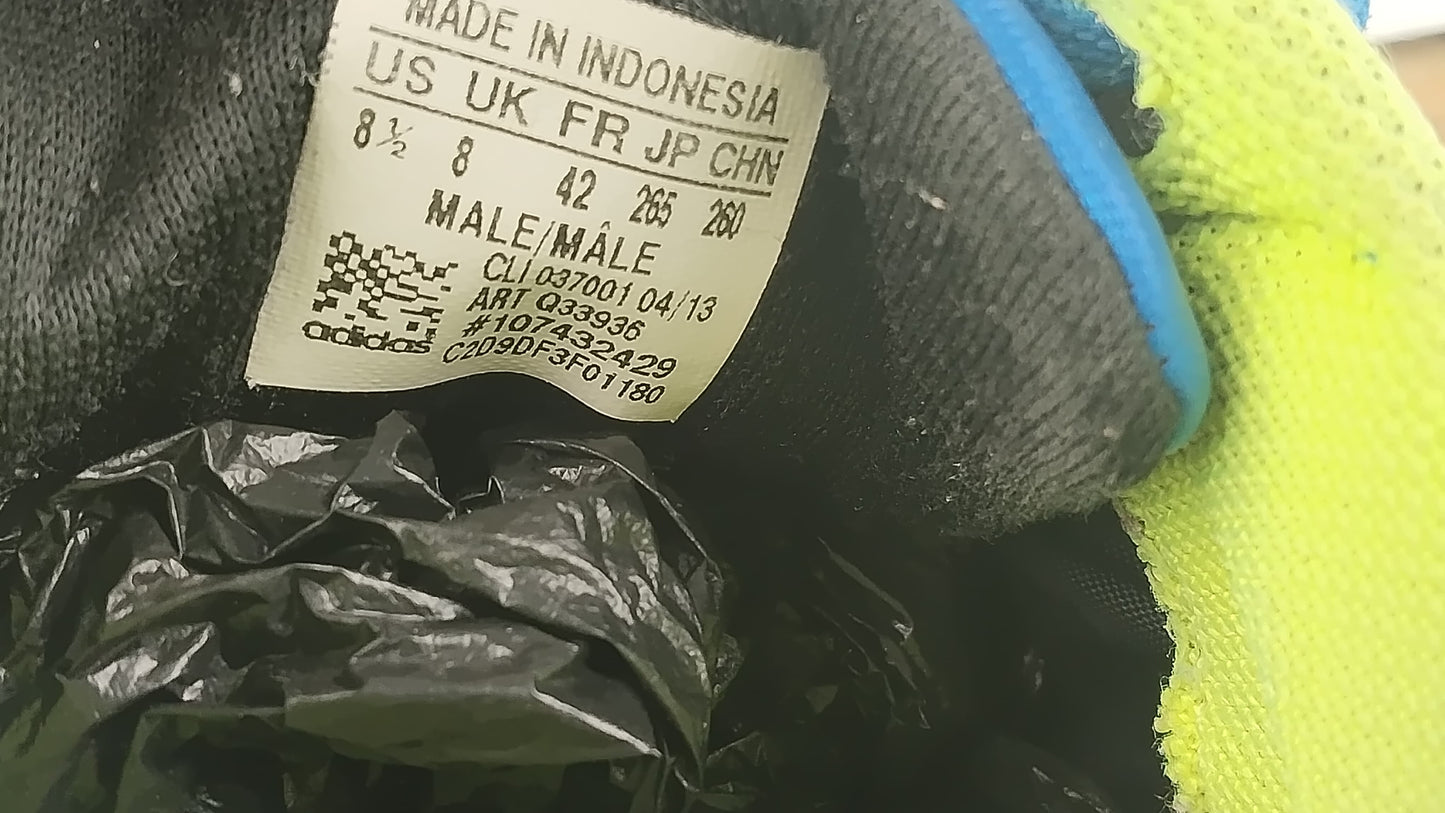 MADE IN INDONESIA
US UK FR JP CHN
8½ 8 42 265 260
MALE/MÂLE
CLI 037001 04/13
ART Q33936
#107432429
C2D9DF3F01180
adidas